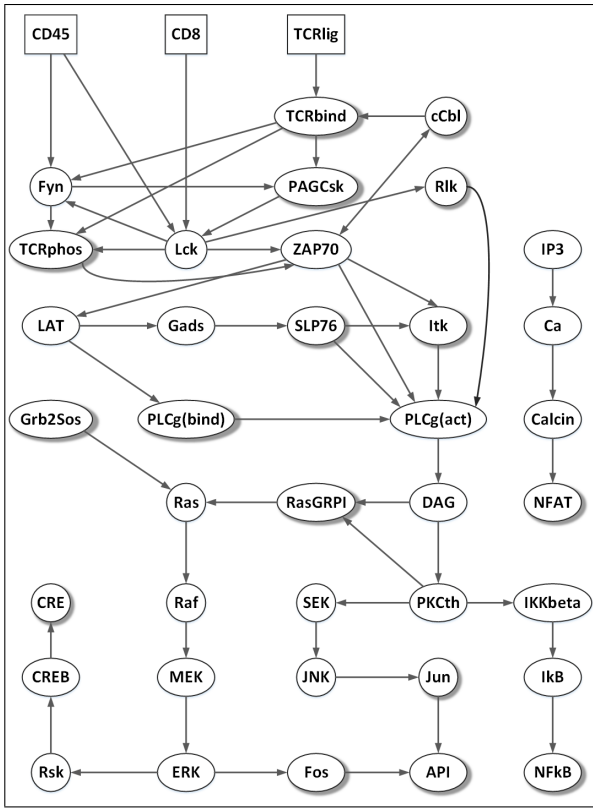 CD45
CD8
TCRlig
TCRbind
cCbl
Fyn
PAGCsk
Rlk
TCRphos
Lck
ZAP70
IP3
LAT
Gads
SLP76
Itk
Ca
Grb2Sos
PLCg(bind)
PLCg(act)
Calcin
Ras
RasGRPI
DAG
NFAT
CRE
Raf
SEK
PKCth
IKKbeta
CREB
MEK
JNK
Jun
IkB
Rsk
ERK
Fos
API
NFkB